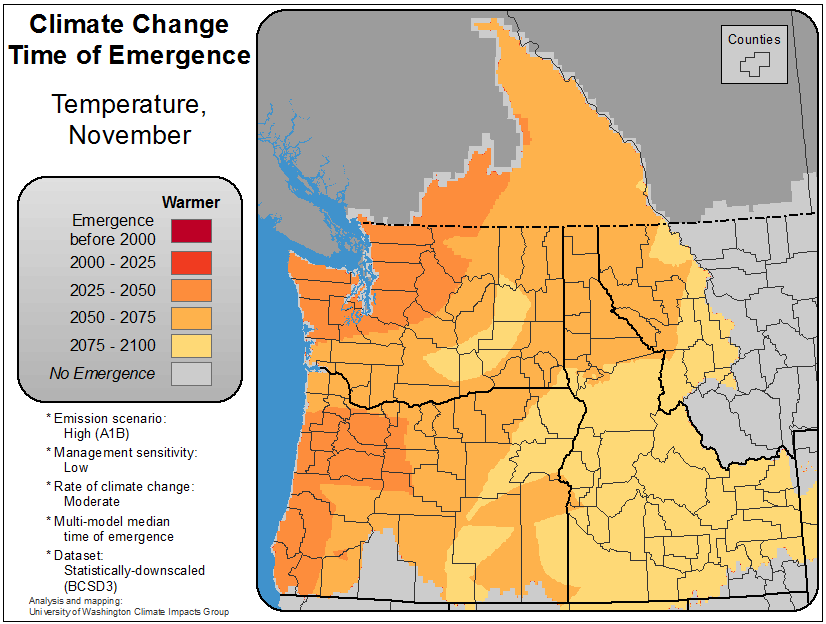 Climate Change
Time of Emergence
Temperature,
November
Warmer
Emergence
before 2000
2000 - 2025
2025 - 2050
2050 - 2075
2075 - 2100
No Emergence
* Emission scenario:
High (A1B)
* Management sensitivity:
Low
* Rate of climate change:
Moderate
* Multi-model median
time of emergence
* Dataset:
Statistically-downscaled
(BCSD3)
Analysis and mapping:
University of Washington Climate Impacts Group
Counties